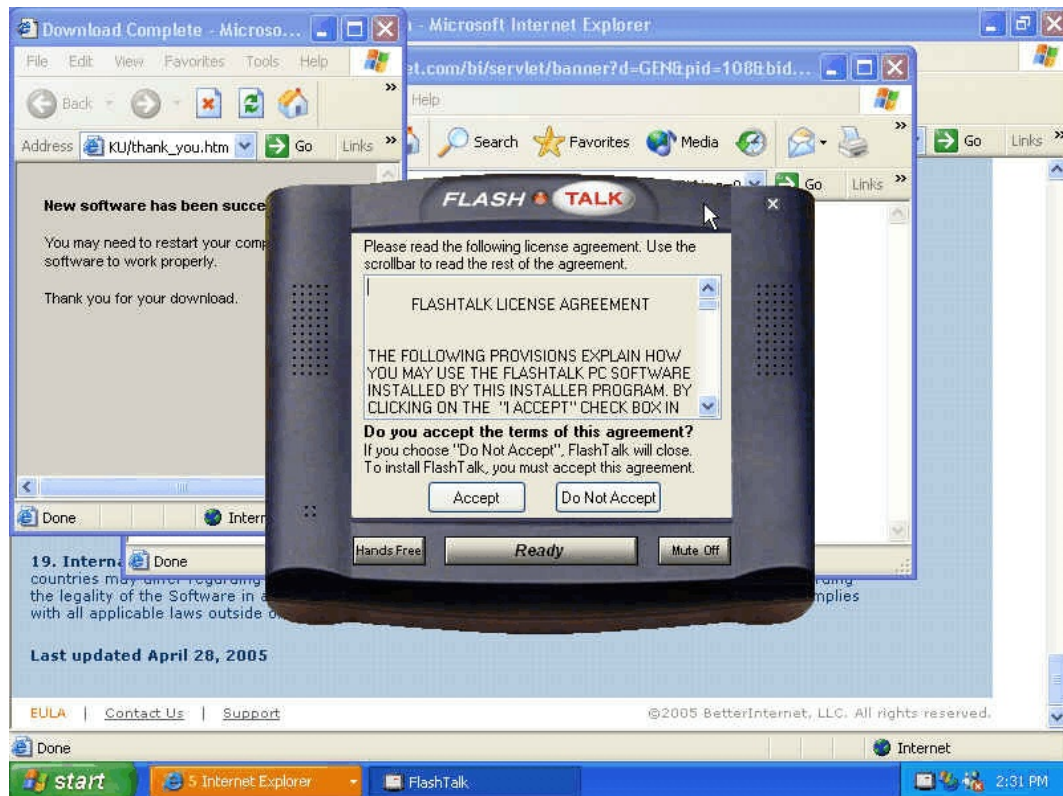 Download Complete - Microso...
- Microsoft Internet Explorer
File Edit View Favorites Tools Help
et.com/bi/servlet/banner?d=GEN&pid=108&bid...
Back
Help
Search Favorites Media
Address KU/thank_you.htm Go Links
Go Links
Go Links
FLASH TALK
New software has been succe
You may need to restart your comp
software to work properly.
Thank you for your download.
Please read the following license agreement. Use the
scrollbar to read the rest of the agreement.
FLASHTALK LICENSE AGREEMENT
THE FOLLOWING PROVISIONS EXPLAIN HOW
YOU MAY USE THE FLASHTALK PC SOFTWARE
INSTALLED BY THIS INSTALLER PROGRAM. BY
CLICKING ON THE "I ACCEPT" CHECK BOX IN
Do you accept the terms of this agreement?
If you choose "Do Not Accept", FlashTalk will close.
To install FlashTalk, you must accept this agreement.
Accept Do Not Accept
Done Intern
Hands Free Ready Mute Off
Done
19. Interna
countries may differ regarding
the legality of the Software in a mplies
with all applicable laws outside o
Last updated April 28, 2005
EULA | Contact Us | Support ©2005 BetterInternet, LLC. All rights reserved.
Done Internet
start 5 Internet Explorer FlashTalk 2:31 PM